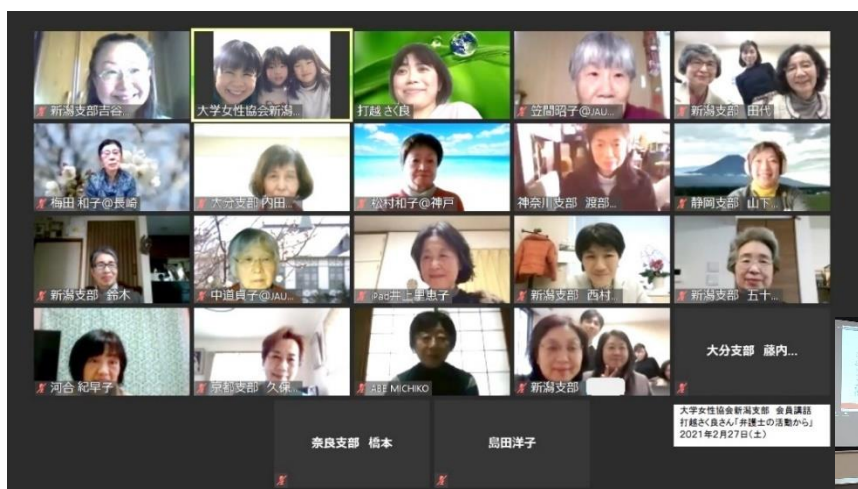 新潟支部吉谷...
大学女性協会新潟...
打越さく良
笠間昭子@JAU...
新潟支部 田代
梅田 和子@長崎
大分支部 内田...
松村和子@神戸
神奈川支部 渡部...
静岡支部 山下...
新潟支部 鈴木
中道貞子@JAU...
iPad井上里恵子
新潟支部 西村...
新潟支部 五十...
河合 紀早子
京都支部 久保...
ABE MICHIKO
新潟支部
大分支部 藤内...
奈良支部 橋本
島田洋子
大学女性協会新潟支部 会員講話
打越さく良さん「弁護士の活動から」
2021年2月27日(土)